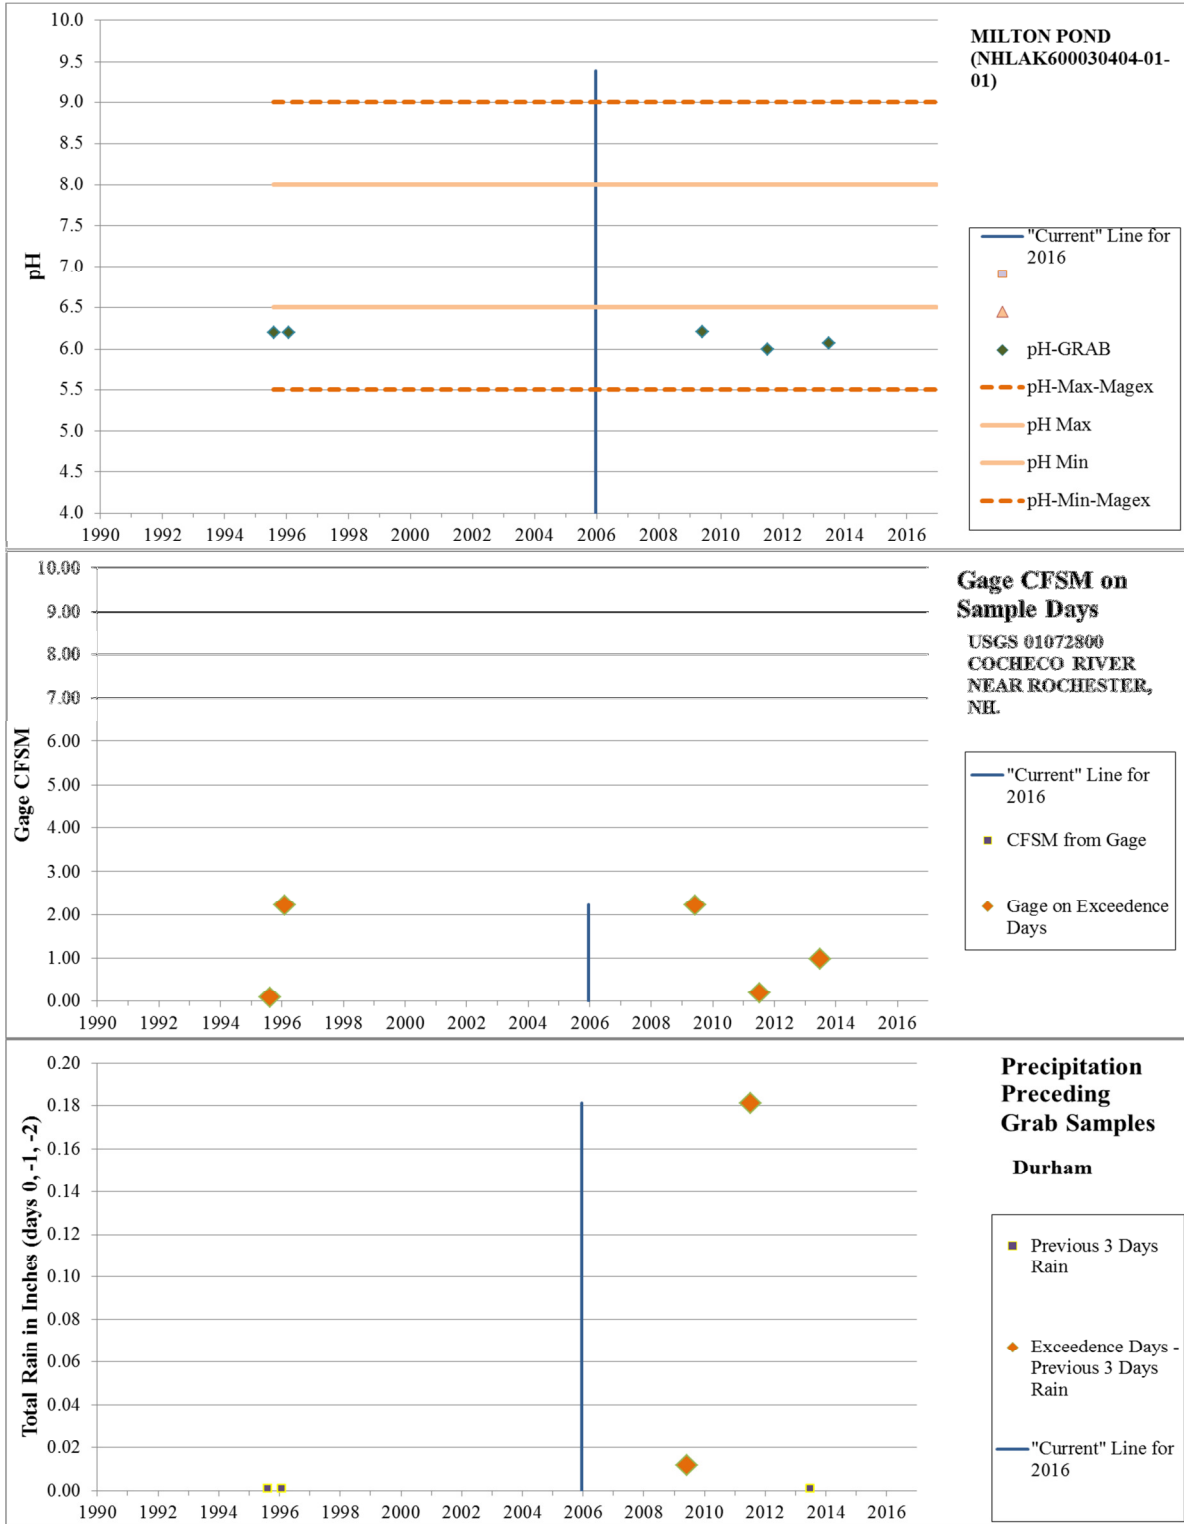 10.0
9.5
9.0
8.5
8.0
7.5
7.0
6.5
6.0
5.5
5.0
4.5
4.0
pH
1990 1992 1994 1996 1998 2000 2002 2004 2006 2008 2010 2012 2014 2016
MILTON POND
(NHLAK600030404-01-
01)
"Current" Line for
2016
pH-GRAB
pH-Max-Magex
pH Max
pH Min
pH-Min-Magex
10.00
9.00
8.00
7.00
6.00
5.00
4.00
3.00
2.00
1.00
0.00
Gage CFSM
1990 1992 1994 1996 1998 2000 2002 2004 2006 2008 2010 2012 2014 2016
Gage CFSM on
Sample Days
USGS 01072800
COCHECO RIVER
NEAR ROCHESTER,
NH.
"Current" Line for
2016
CFSM from Gage
Gage on Exceedence
Days
0.20
0.18
0.16
0.14
0.12
0.10
0.08
0.06
0.04
0.02
0.00
Total Rain in Inches (days 0, -1, -2)
1990 1992 1994 1996 1998 2000 2002 2004 2006 2008 2010 2012 2014 2016
Precipitation
Preceding
Grab Samples
Durham
Previous 3 Days
Rain
Exceedence Days -
Previous 3 Days
Rain
"Current" Line for
2016